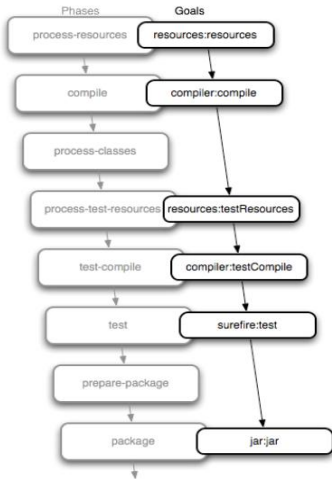 Phases Goals
process-resources resources:resources
compile compiler:compile
process-classes
process-test-resources resources:testResources
test-compile compiler:testCompile
test surefire:test
prepare-package
package jar:jar